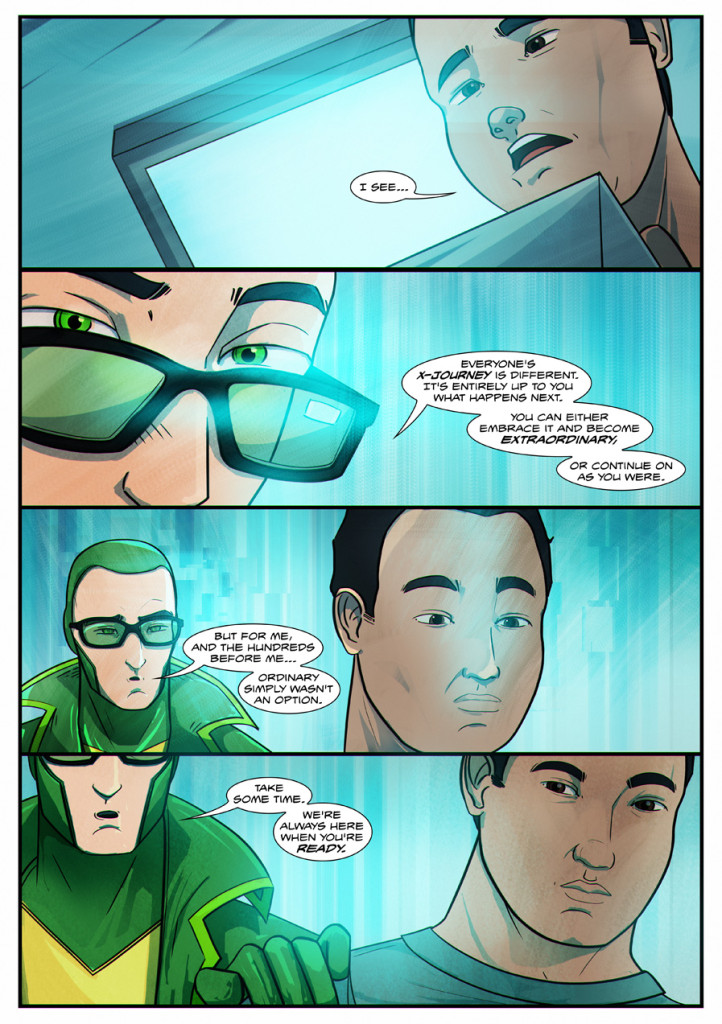 I SEE...
EVERYONE'S
X-JOURNEY IS DIFFERENT.
IT'S ENTIRELY UP TO YOU
WHAT HAPPENS NEXT.
YOU CAN EITHER
EMBRACE IT AND BECOME
EXTRAORDINARY,
OR CONTINUE ON
AS YOU WERE.
BUT FOR ME,
AND THE HUNDREDS
BEFORE ME...
ORDINARY
SIMPLY WASN'T
AN OPTION.
TAKE
SOME TIME.
WE'RE
ALWAYS HERE
WHEN YOU'RE
READY.